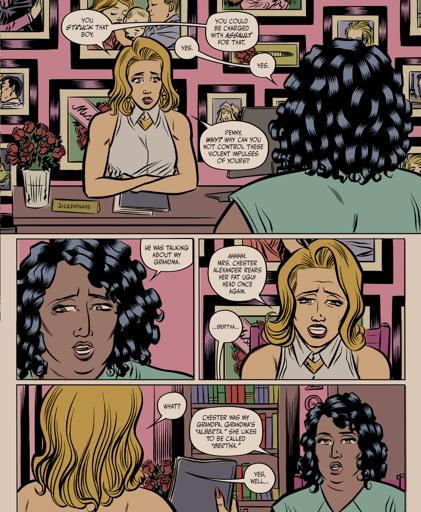 YOU
STRUCK THAT
BOY.
YOU COULD
BE CHARGED
WITH ASSAULT
FOR THAT.
YES.
YES.
PENNY,
WHY? WHY CAN YOU
NOT CONTROL THESE
VIOLENT IMPULSES
OF YOURS?
HE WAS TALKING
ABOUT MY
GRANDMA.
AHHHH.
MRS. CHESTER
ALEXANDER REARS
HER FAT UGLY
HEAD ONCE
AGAIN.
...BERTHA...
WHAT?
CHESTER WAS MY
GRANDPA. GRANDMA'S
"ALBERTA." SHE LIKES
TO BE CALLED
"BERTHA."
YES,
WELL...